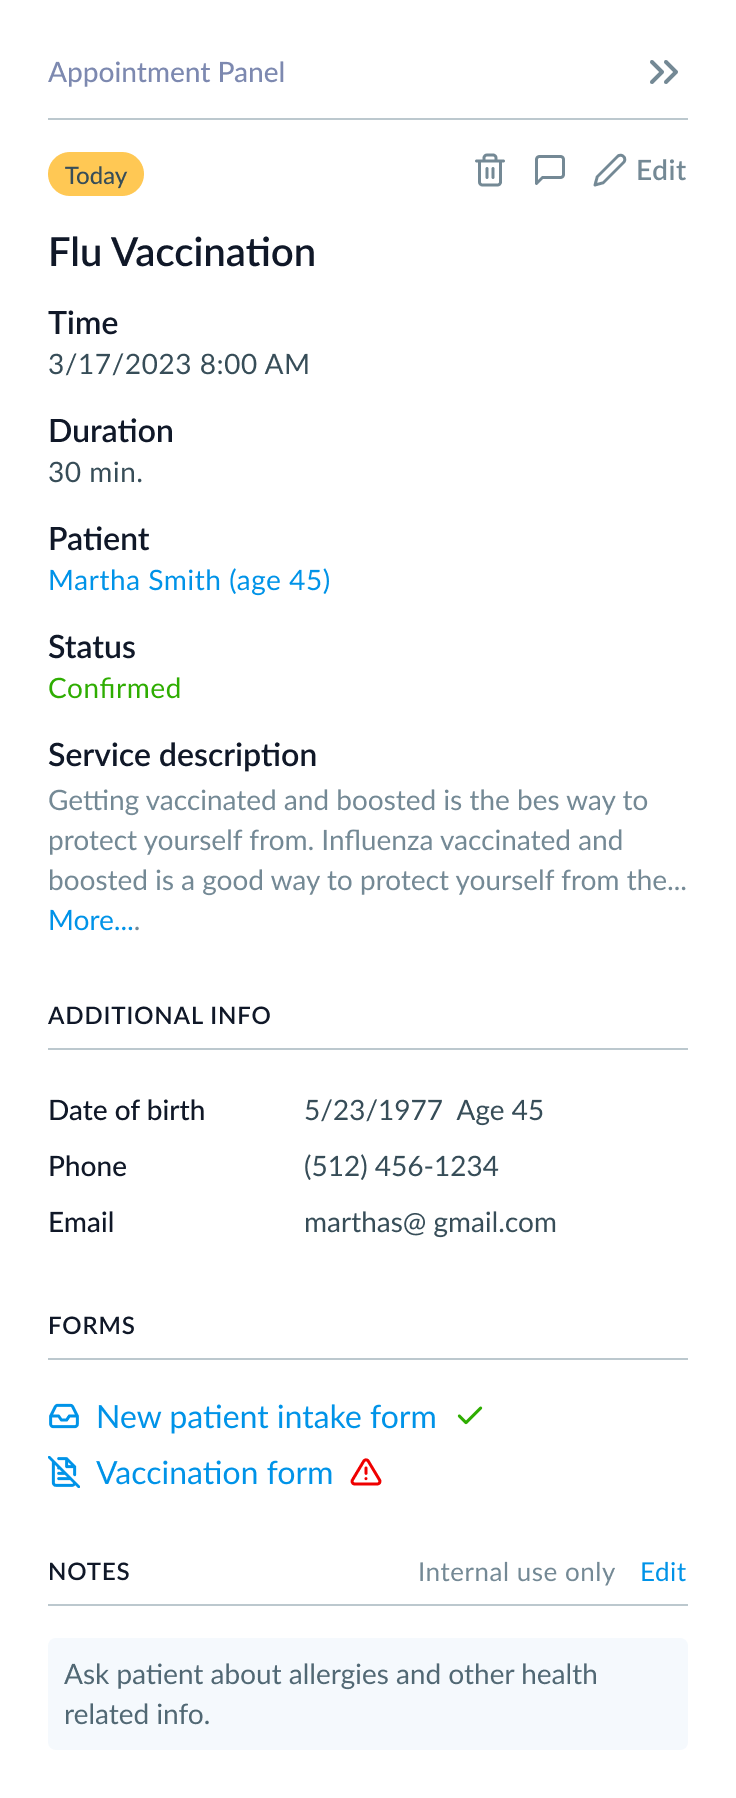 Appointment Panel
Today
Edit
Flu Vaccination
Time
3/17/2023 8:00 AM
Duration
30 min.
Patient
Martha Smith (age 45)
Status
Confirmed
Service description
Getting vaccinated and boosted is the bes way to
protect yourself from. Influenza vaccinated and
boosted is a good way to protect yourself from the...
More....
ADDITIONAL INFO
Date of birth 5/23/1977 Age 45
Phone (512) 456-1234
Email marthas@ gmail.com
FORMS
New patient intake form
Vaccination form
NOTES Internal use only Edit
Ask patient about allergies and other health
related info.